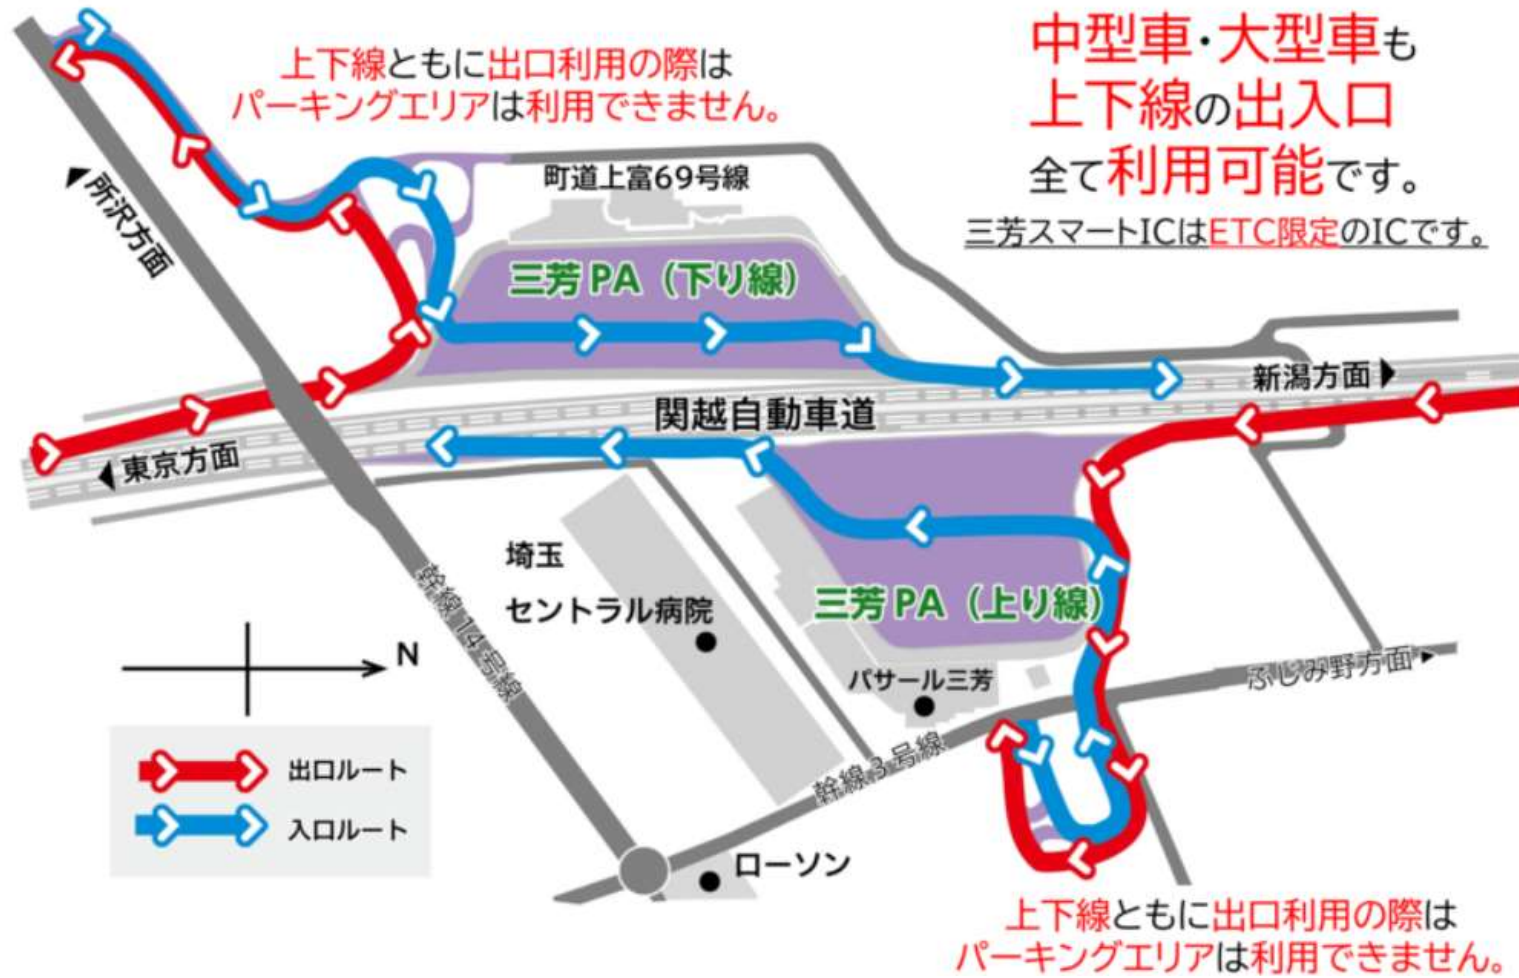 上下線ともに出口利用の際は
パーキングエリアは利用できません。
中型車・大型車も
上下線の出入口
全て利用可能です。
三芳スマートICはETC限定のICです。
町道上富69号線
所沢方面
三芳PA（下り線）
新潟方面
関越自動車道
東京方面
埼玉
セントラル病院
幹線14号線
三芳PA（上り線）
N
パサール三芳
ふじみ野方面
幹線3号線
出口ルート
入口ルート
ローソン
上下線ともに出口利用の際は
パーキングエリアは利用できません。